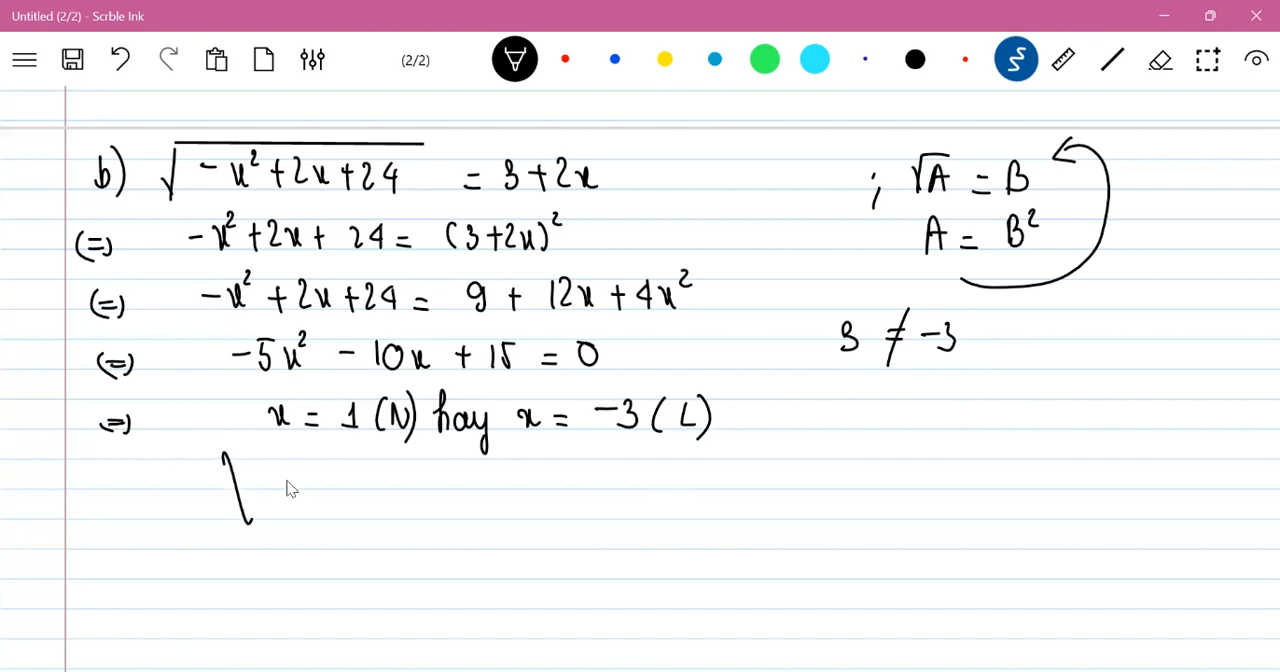 Untitled (2/2) - Scrble Ink
(2/2)
b) √(-x² + 2x + 24) = 3 + 2x
(=) -x² + 2x + 24 = (3 + 2x)²
(=) -x² + 2x + 24 = 9 + 12x + 4x²
(=) -5x² - 10x + 15 = 0
=) x = 1 (N) hay x = -3 (L)
; √A = B
A = B²
3 ≠ -3